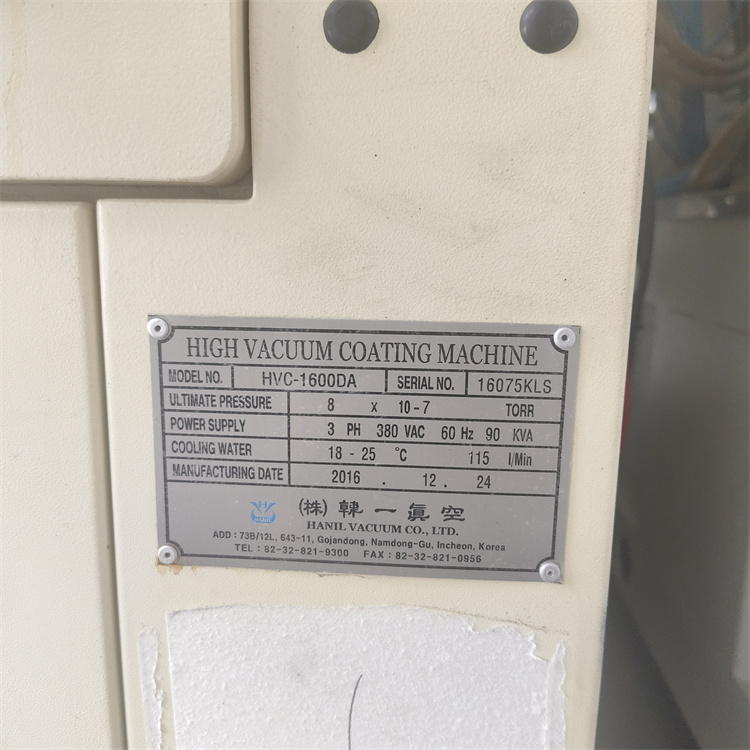 HIGH VACUUM COATING MACHINE
MODEL NO. HVC-1600DA SERIAL NO. 16075KLS
ULTIMATE PRESSURE 8 x 10-7 TORR
POWER SUPPLY 3 PH 380 VAC 60 Hz 90 KVA
COOLING WATER 18 - 25 °C 115 l/Min
MANUFACTURING DATE 2016 . 12 . 24
(株) 韓一眞空
HANIL VACUUM CO., LTD.
ADD : 73B/12L, 643-11, Gojandong, Namdong-Gu, Incheon, Korea
TEL : 82-32-821-9300 FAX : 82-32-821-0956